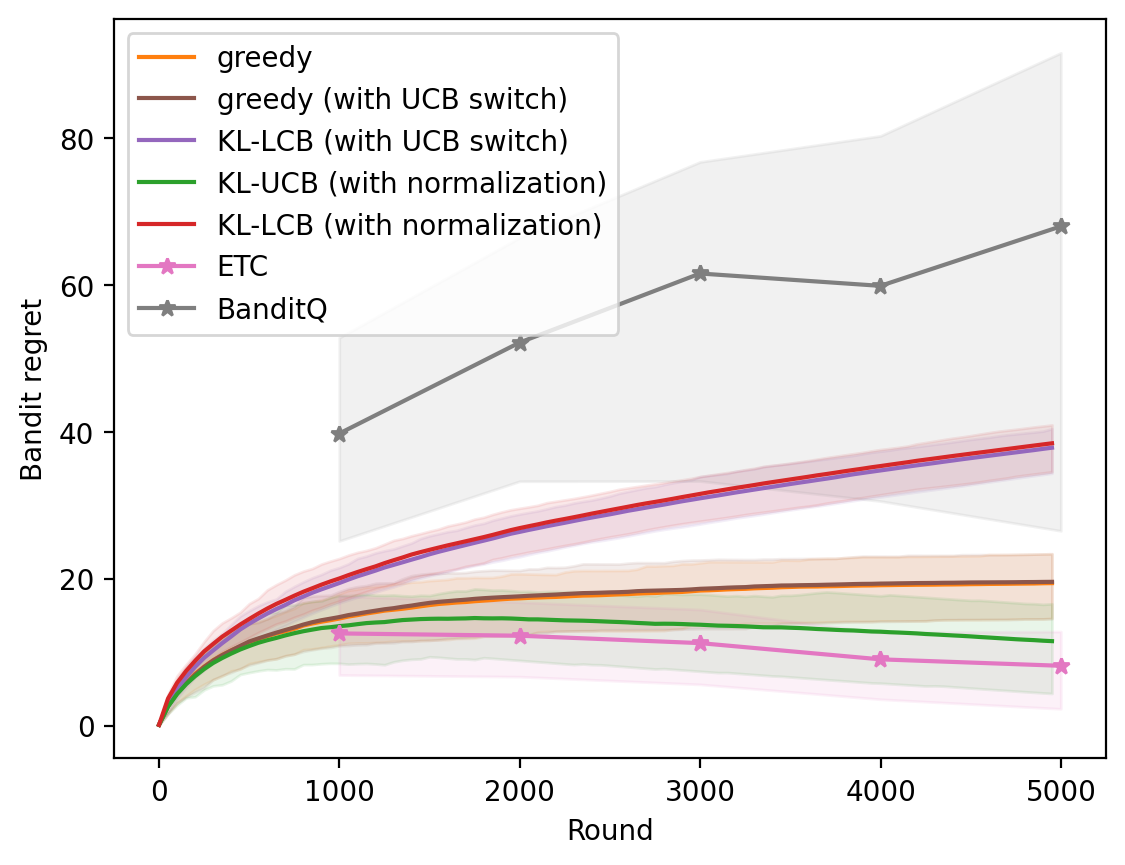 greedy
greedy (with UCB switch)
KL-LCB (with UCB switch)
KL-UCB (with normalization)
KL-LCB (with normalization)
ETC
BanditQ
Bandit regret
80
60
40
20
0
0 1000 2000 3000 4000 5000
Round